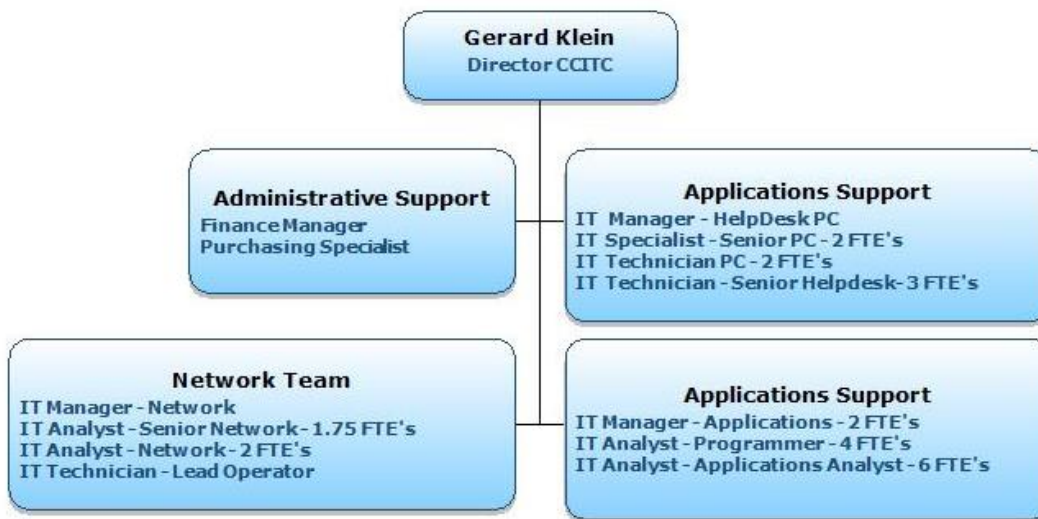 Gerard Klein
Director CCITC
Administrative Support
Finance Manager
Purchasing Specialist
Applications Support
IT Manager - HelpDesk PC
IT Specialist - Senior PC - 2 FTE's
IT Technician PC - 2 FTE's
IT Technician - Senior Helpdesk- 3 FTE's
Network Team
IT Manager - Network
IT Analyst - Senior Network - 1.75 FTE's
IT Analyst - Network - 2 FTE's
IT Technician - Lead Operator
Applications Support
IT Manager - Applications - 2 FTE's
IT Analyst - Programmer - 4 FTE's
IT Analyst - Applications Analyst - 6 FTE's